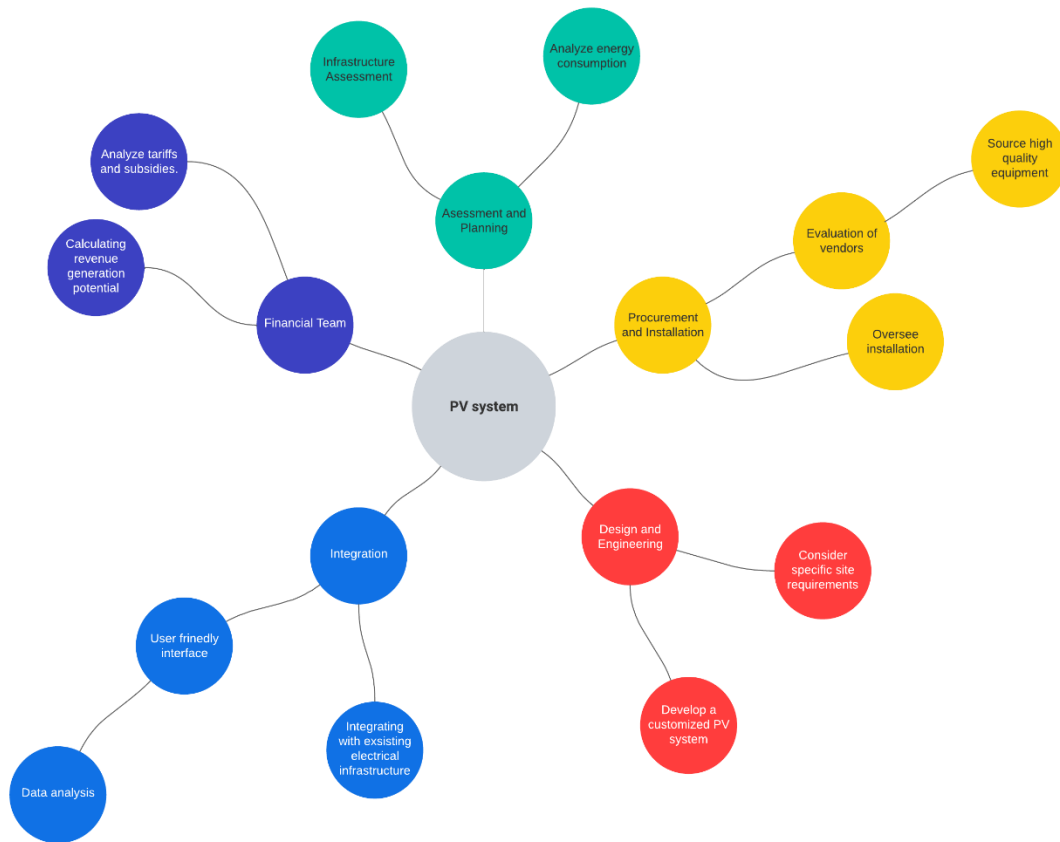 Infrastructure
Assessment
Analyze energy
consumption
Analyze tariffs
and subsidies.
Source high
quality
equipment
Asessment and
Planning
Evaluation of
vendors
Calculating
revenue
generation
potential
Financial Team
Procurement
and Installation
Oversee
installation
PV system
Integration
Design and
Engineering
Consider
specific site
requirements
User frinedly
interface
Develop a
customized PV
system
Integrating
with exsisting
electrical
infrastructure
Data analysis